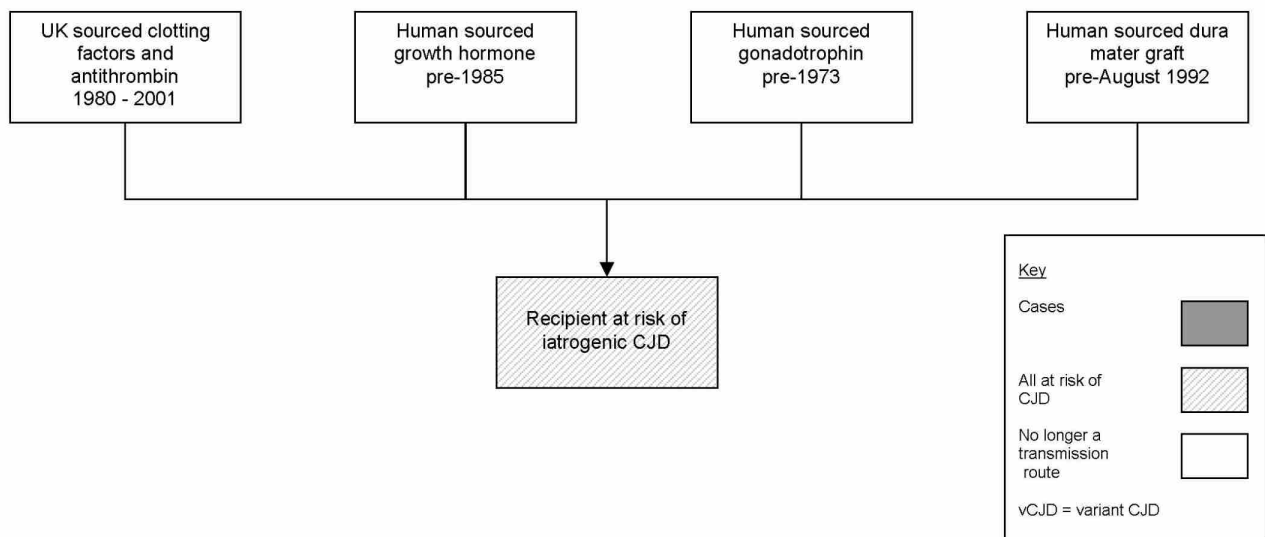 UK sourced clotting
factors and
antithrombin
1980 - 2001
Human sourced
growth hormone
pre-1985
Human sourced
gonadotrophin
pre-1973
Human sourced dura
mater graft
pre-August 1992
Recipient at risk of
iatrogenic CJD
Key
Cases
All at risk of
CJD
No longer a
transmission
route
vCJD = variant CJD